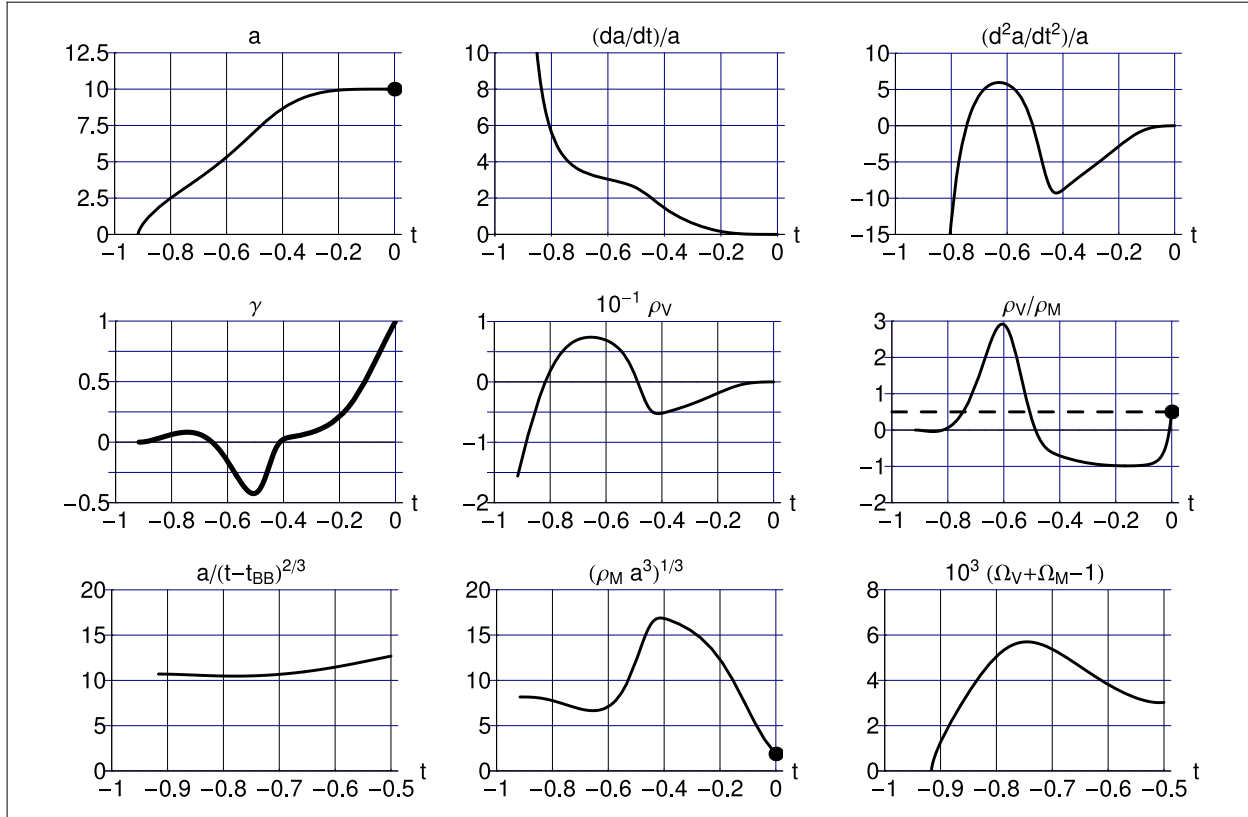 a (da/dt)/a (d²a/dt²)/a
12.5 10 10
10 8 5
7.5 6 0
5 4 −5
2.5 2 −10
0 0 −15
−1 −0.8 −0.6 −0.4 −0.2 0 t −1 −0.8 −0.6 −0.4 −0.2 0 t −1 −0.8 −0.6 −0.4 −0.2 0 t
γ 10⁻¹ ρV ρV/ρM
1 1 3
2
0.5 0 1
0 −1 0
−1
−0.5 −2 −2
−1 −0.8 −0.6 −0.4 −0.2 0 t −1 −0.8 −0.6 −0.4 −0.2 0 t −1 −0.8 −0.6 −0.4 −0.2 0 t
a/(t−tBB)²/³ (ρM a³)¹/³ 10³ (ΩV+ΩM−1)
20 20 8
15 15 6
10 10 4
5 5 2
0 0 0
−1 −0.9 −0.8 −0.7 −0.6 −0.5 t −1 −0.8 −0.6 −0.4 −0.2 0 t −1 −0.9 −0.8 −0.7 −0.6 −0.5 t